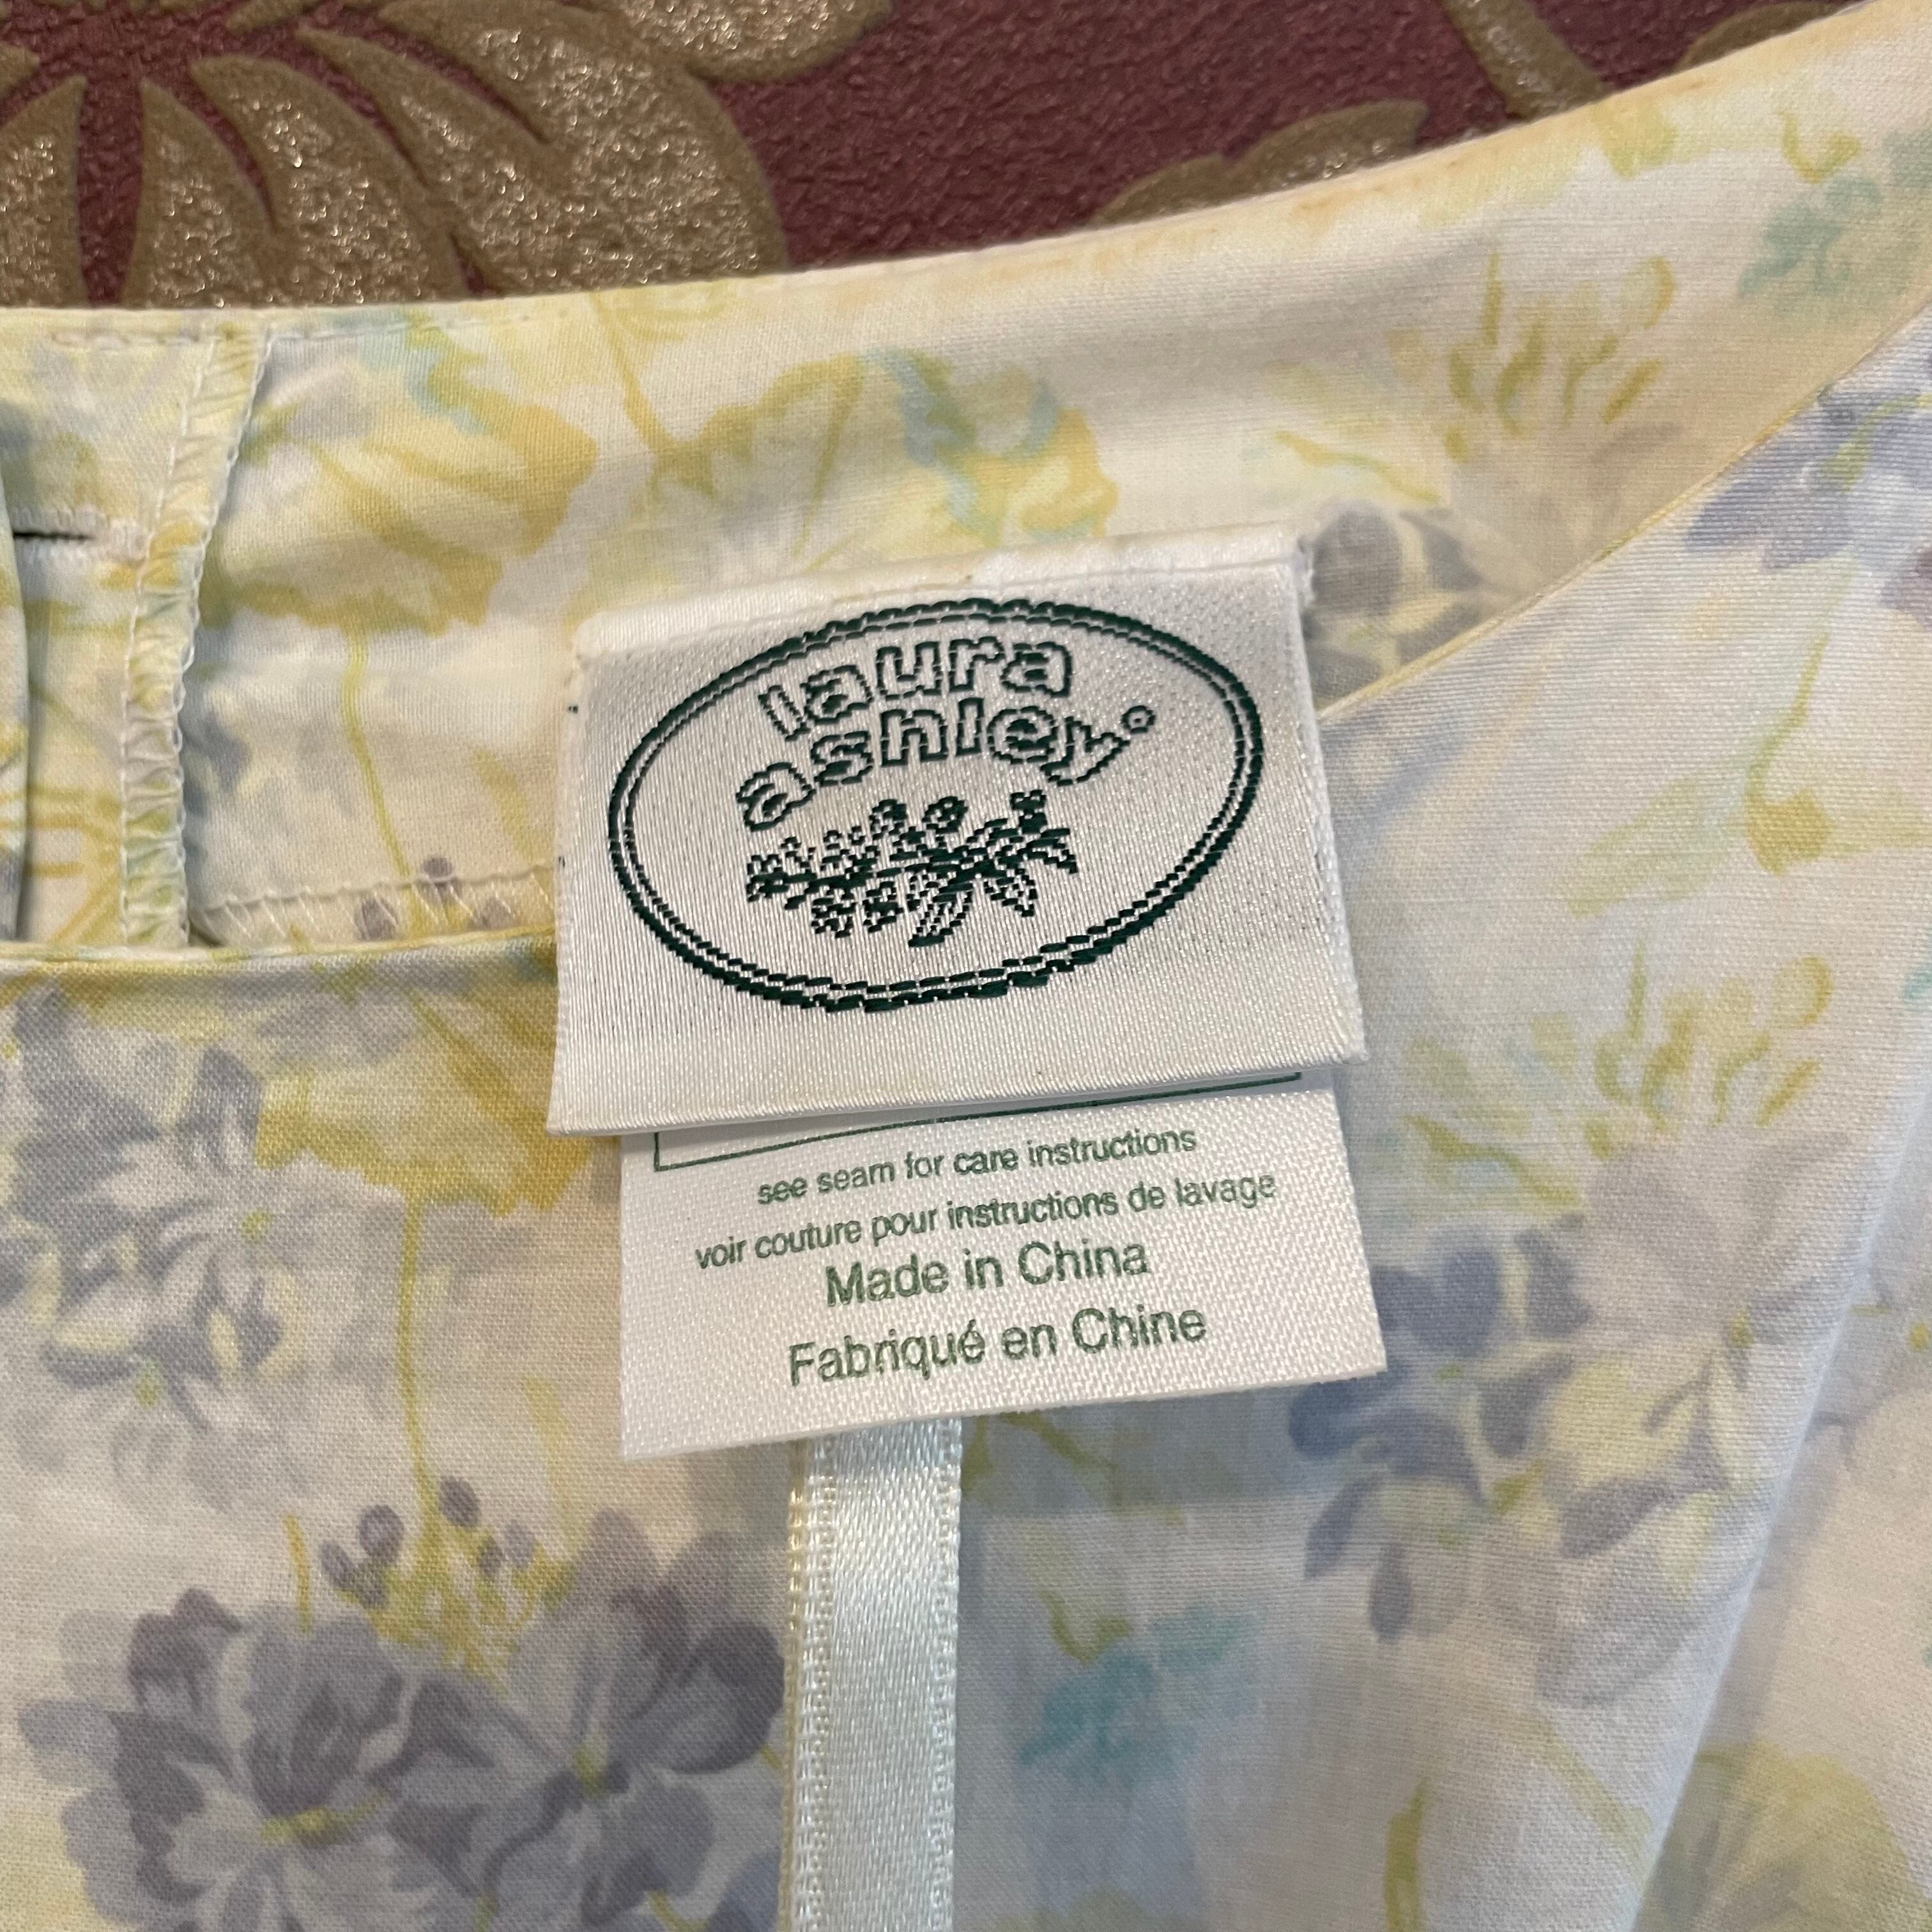 laura
ashley®
see seam for care instructions
voir couture pour instructions de lavage
Made in China
Fabriqué en Chine